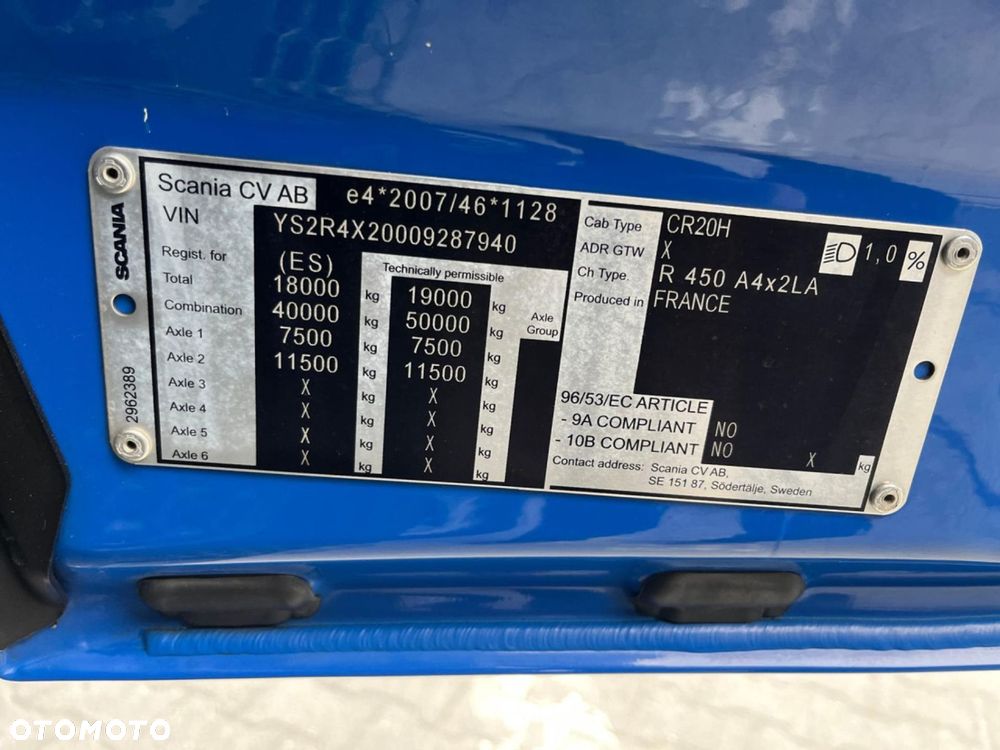 Scania CV AB e4*2007/46*1128
VIN YS2R4X20009287940
Regist. for (ES) Technically permissible
Total 18000 kg 19000 kg
Combination 40000 kg 50000 kg Axle Group
Axle 1 7500 kg 7500 kg
Axle 2 11500 kg 11500 kg
Axle 3 X kg X kg
Axle 4 X kg X kg
Axle 5 X kg X kg
Axle 6 X kg X kg
Cab Type CR20H
ADR GTW X 1,0 %
Ch Type. R 450 A4x2LA
Produced in FRANCE
96/53/EC ARTICLE
- 9A COMPLIANT NO
- 10B COMPLIANT NO X kg
Contact address: Scania CV AB,
SE 151 87, Södertälje, Sweden
SCANIA
2962389
OTOMOTO